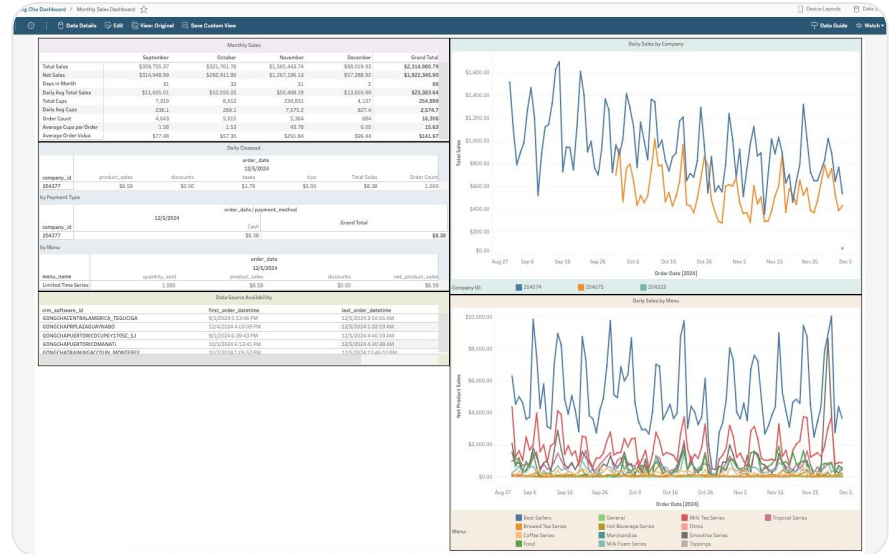 g Cha Dashboard / Monthly Sales Dashboard
Device Layouts
Data Details Edit View: Original Save Custom View
Data Guide Watch
Monthly Sales
September October November December Grand Total
Total Sales $359,755.37 $321,761.76 $1,565,443.74 $68,019.93 $2,314,980.79
Net Sales $314,948.99 $282,911.86 $1,267,196.13 $57,288.92 $1,922,345.90
Days in Month 31 32 31 5 99
Daily Avg Total Sales $11,605.01 $10,055.05 $50,498.19 $13,603.99 $23,383.64
Total Cups 7,319 8,612 234,831 4,137 254,899
Daily Avg Cups 236.1 269.1 7,575.2 827.4 2,574.7
Order Count 4,643 5,615 5,364 684 16,306
Average Cups per Order 1.58 1.53 43.78 6.05 15.63
Average Order Value $77.48 $57.30 $291.84 $99.44 $141.97
Daily Closeout
order_date
12/5/2024
company_id product_sales discounts taxes tips Total Sales Order Count
204377 $6.59 $0.00 $1.79 $0.00 $8.38 1.000
by Payment Type
order_date/payment_method
12/5/2024
Grand Total
company_id Cash
204377 $8.38 $8.38
by Menu
order_date
12/5/2024
menu_name quantity_sold product_sales discounts net_product_sales
Limited Time Series 1.000 $6.59 $0.00 $6.59
Data Source Availability
crm_software_id first_order_datetime last_order_datetime
GONGCHACENTRALAMERICA_TEGUCIGA 9/1/2024 6:13:06 PM 12/5/2024 3:50:16 AM
GONGCHAPRPLAZAGUAYNABO 12/4/2024 4:03:09 PM 12/5/2024 1:32:19 AM
GONGCHAPUERTORICOCUPEY170SC_SJ 9/1/2024 6:39:43 PM 12/5/2024 4:46:19 AM
GONGCHAPUERTORICOMANATI 10/1/2024 6:13:41 PM 12/5/2024 4:30:38 AM
Daily Sales by Company
Total Sales
$1,600.00
$1,400.00
$1,200.00
$1,000.00
$800.00
$600.00
$400.00
$200.00
$0.00
Aug 27 Sep 6 Sep 16 Sep 26 Oct 6 Oct 16 Oct 26 Nov 5 Nov 15 Nov 25 Dec 5
Order Date [2024]
Company ID: 204074 204075 204333
Daily Sales by Menu
Net Product Sales
$10,000.00
$8,000.00
$6,000.00
$4,000.00
$2,000.00
$0.00
Aug 27 Sep 6 Sep 16 Sep 26 Oct 6 Oct 16 Oct 26 Nov 5 Nov 15 Nov 25 Dec 5
Order Date [2024]
Menu:
Best Sellers General Milk Tea Series Tropical Series
Brewed Tea Series Hot Beverage Series Otros
Coffee Series Merchandise Smoothie Series
Food Milk Foam Series Toppings